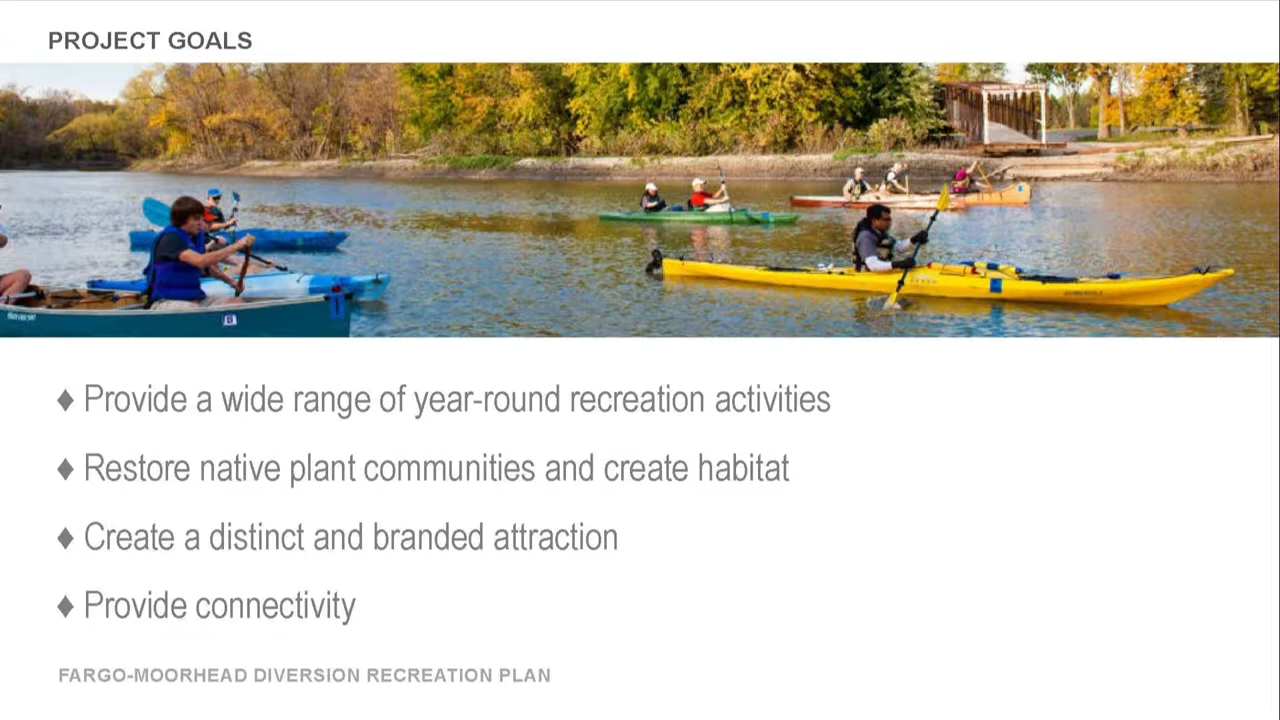 PROJECT GOALS
♦ Provide a wide range of year-round recreation activities
♦ Restore native plant communities and create habitat
♦ Create a distinct and branded attraction
♦ Provide connectivity
FARGO-MOORHEAD DIVERSION RECREATION PLAN